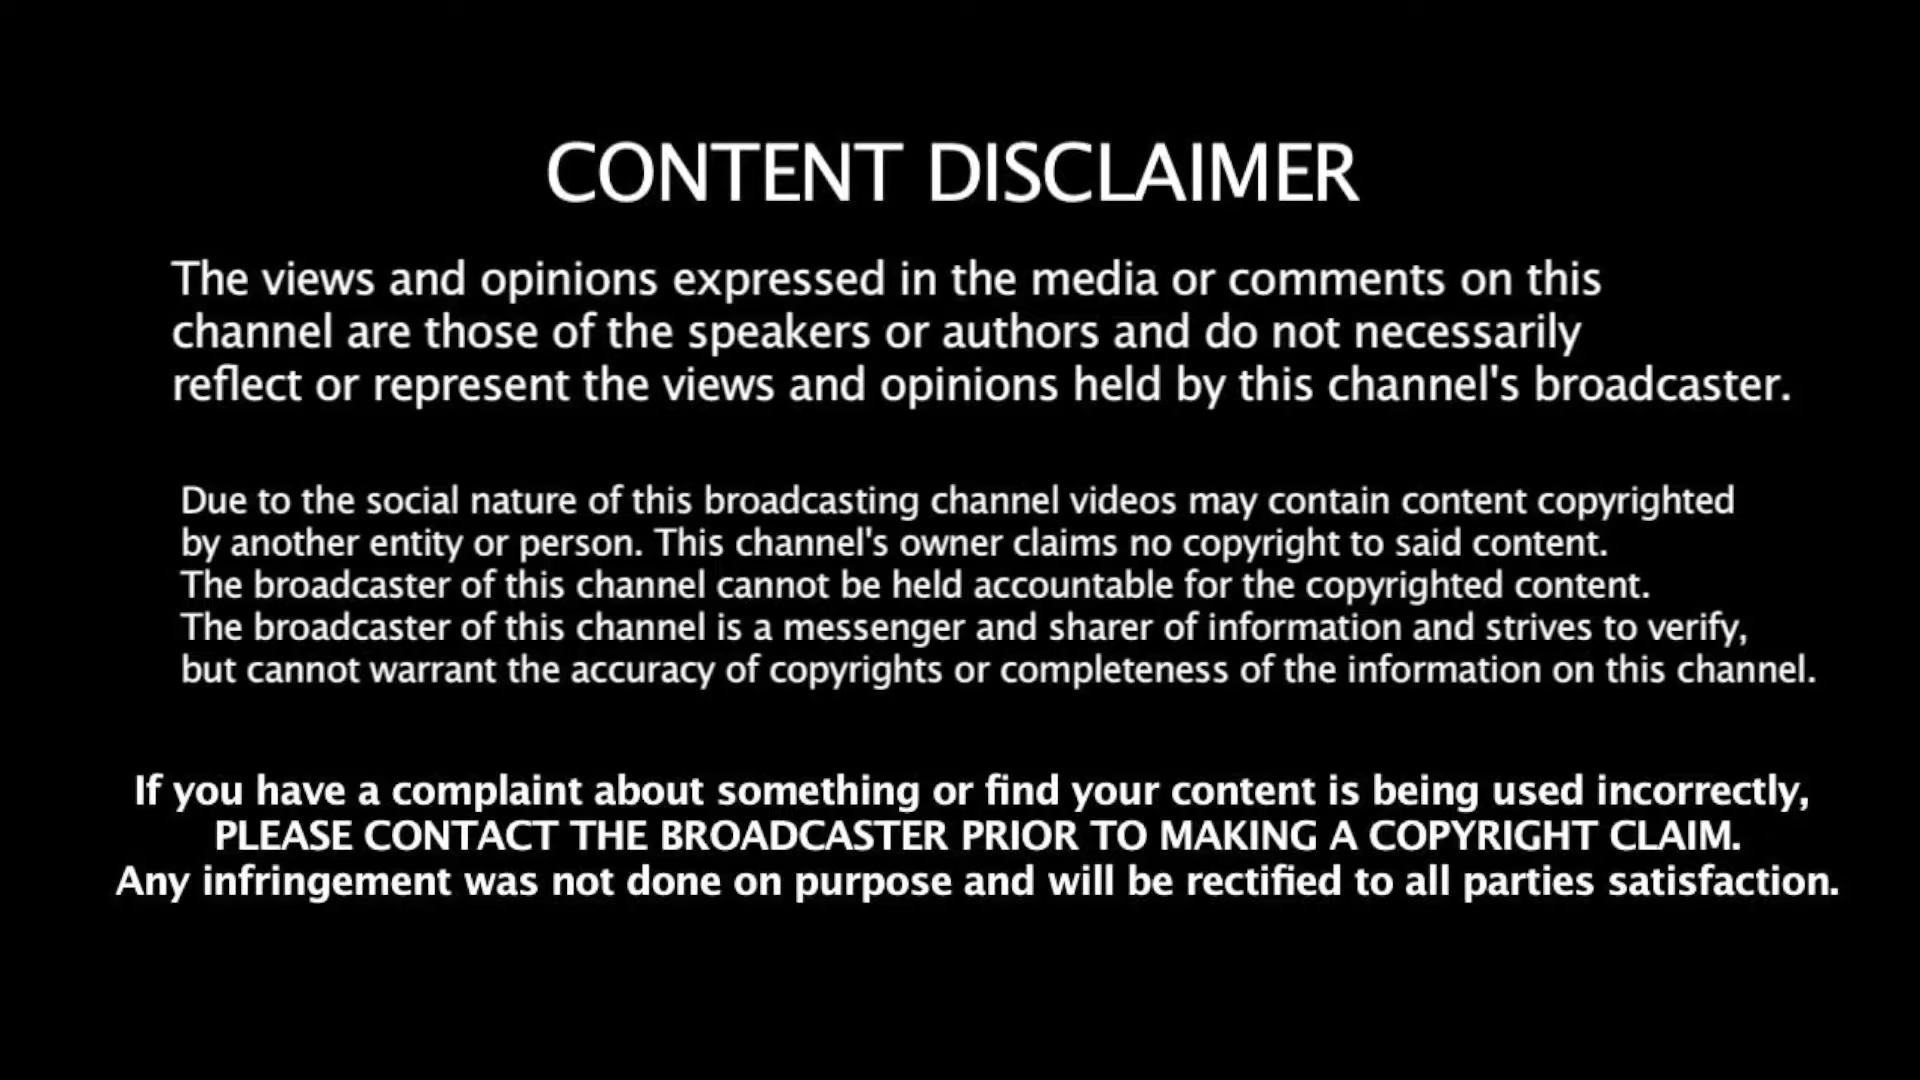 CONTENT DISCLAIMER
The views and opinions expressed in the media or comments on this
channel are those of the speakers or authors and do not necessarily
reflect or represent the views and opinions held by this channel's broadcaster.
Due to the social nature of this broadcasting channel videos may contain content copyrighted
by another entity or person. This channel's owner claims no copyright to said content.
The broadcaster of this channel cannot be held accountable for the copyrighted content.
The broadcaster of this channel is a messenger and sharer of information and strives to verify,
but cannot warrant the accuracy of copyrights or completeness of the information on this channel.
If you have a complaint about something or find your content is being used incorrectly,
PLEASE CONTACT THE BROADCASTER PRIOR TO MAKING A COPYRIGHT CLAIM.
Any infringement was not done on purpose and will be rectified to all parties satisfaction.